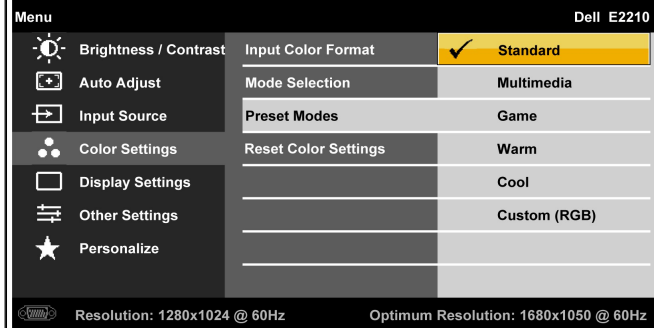 Menu Dell E2210
Brightness / Contrast Input Color Format Standard
Auto Adjust Mode Selection Multimedia
Input Source Preset Modes Game
Color Settings Reset Color Settings Warm
Display Settings Cool
Other Settings Custom (RGB)
Personalize
Resolution: 1280x1024 @ 60Hz Optimum Resolution: 1680x1050 @ 60Hz